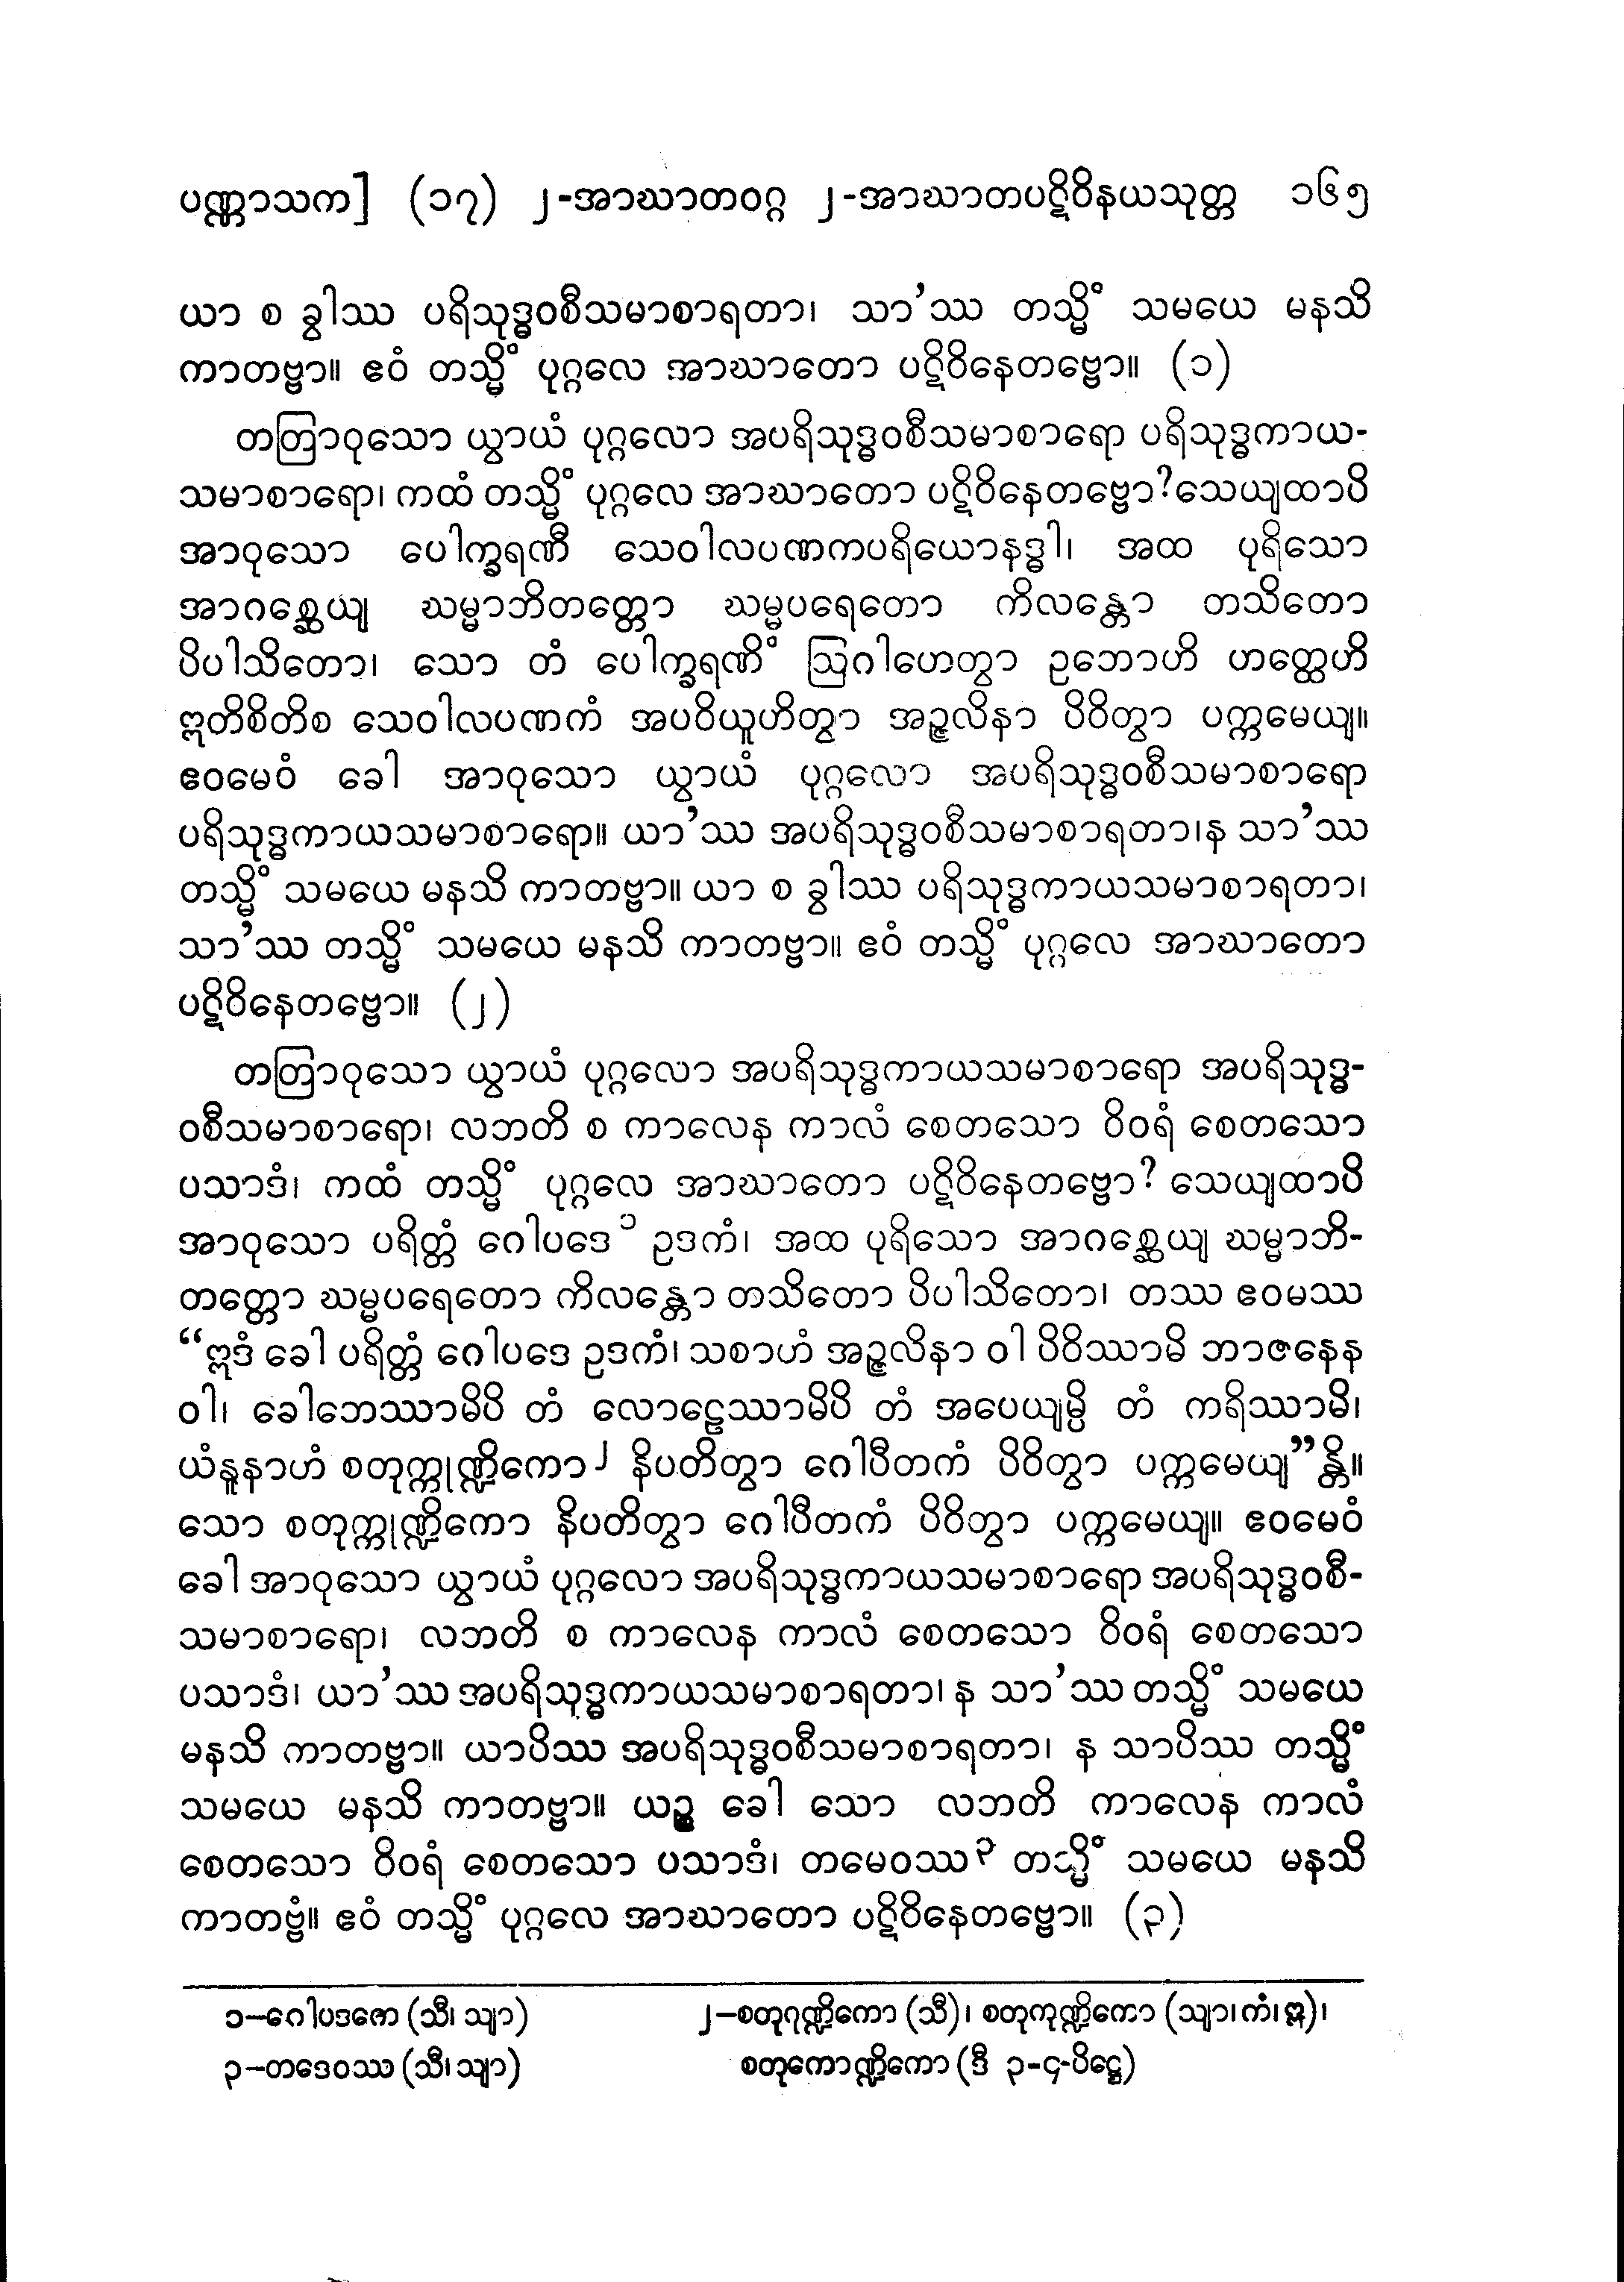 ပဏ္ဏာသက] (၁၇) ၂-အာဃာတဝဂ္ဂ ၂-အာဃာတပဋိဝိနယသုတ္တ ၁၆၅
ယာ စ ခွါဿ ပရိသုဒ္ဓဝစီသမာစာရတာ၊ သာ’ဿ တသ္မိံ သမယေ မနသိ
ကာတဗ္ဗာ။ ဧဝံ တသ္မိံ ပုဂ္ဂလေ အာဃာတော ပဋိဝိနေတဗ္ဗော။ (၁)
တတြာဝုသော ယွာယံ ပုဂ္ဂလော အပရိသုဒ္ဓဝစီသမာစာရော ပရိသုဒ္ဓကာယ-
သမာစာရော၊ ကထံ တသ္မိံ ပုဂ္ဂလေ အာဃာတော ပဋိဝိနေတဗ္ဗော?သေယျထာပိ
အာဝုသော ပေါက္ခရဏီ သေဝါလပဏကပရိယောနဒ္ဓါ၊ အထ ပုရိသော
အာဂစ္ဆေယျ ဃမ္မာဘိတတ္တော ဃမ္မပရေတော ကိလန္တော တသိတော
ပိပါသိတော၊ သော တံ ပေါက္ခရဏိံ ဩဂါဟေတွာ ဥဘောဟိ ဟတ္ထေဟိ
ဣတိစိတိစ သေဝါလပဏကံ အပဝိယူဟိတွာ အဉ္ဇလိနာ ပိဝိတွာ ပက္ကမေယျ။
ဧဝမေဝံ ခေါ အာဝုသော ယွာယံ ပုဂ္ဂလော အပရိသုဒ္ဓဝစီသမာစာရော
ပရိသုဒ္ဓကာယသမာစာရော။ ယာ’ဿ အပရိသုဒ္ဓဝစီသမာစာရတာ၊န သာ’ဿ
တသ္မိံ သမယေ မနသိ ကာတဗ္ဗာ။ ယာ စ ခွါဿ ပရိသုဒ္ဓကာယသမာစာရတာ၊
သာ’ဿ တသ္မိံ သမယေ မနသိ ကာတဗ္ဗာ။ ဧဝံ တသ္မိံ ပုဂ္ဂလေ အာဃာတော
ပဋိဝိနေတဗ္ဗော။ (၂)
တတြာဝုသော ယွာယံ ပုဂ္ဂလော အပရိသုဒ္ဓကာယသမာစာရော အပရိသုဒ္ဓ-
ဝစီသမာစာရော၊ လဘတိ စ ကာလေန ကာလံ စေတသော ဝိဝရံ စေတသော
ပသာဒံ၊ ကထံ တသ္မိံ ပုဂ္ဂလေ အာဃာတော ပဋိဝိနေတဗ္ဗော? သေယျထာပိ
အာဝုသော ပရိတ္တံ ဂေါပဒေ ၁ ဥဒကံ၊ အထ ပုရိသော အာဂစ္ဆေယျ ဃမ္မာဘိ-
တတ္တော ဃမ္မပရေတော ကိလန္တော တသိတော ပိပါသိတော၊ တဿ ဧဝမဿ
“ဣဒံ ခေါ ပရိတ္တံ ဂေါပဒေ ဥဒကံ၊ သစာဟံ အဉ္ဇလိနာ ဝါ ပိဝိဿာမိ ဘာဇနေန
ဝါ၊ ခေါဘေဿာမိပိ တံ လောဠေဿာမိပိ တံ အပေယျမ္ပိ တံ ကရိဿာမိ၊
ယံနူနာဟံ စတုက္ကုဏ္ဍိကော၂ နိပတိတွာ ဂေါပီတကံ ပိဝိတွာ ပက္ကမေယျ”န္တိ။
သော စတုက္ကုဏ္ဍိကော နိပတိတွာ ဂေါပီတကံ ပိဝိတွာ ပက္ကမေယျ။ ဧဝမေဝံ
ခေါ အာဝုသော ယွာယံ ပုဂ္ဂလော အပရိသုဒ္ဓကာယသမာစာရော အပရိသုဒ္ဓဝစီ-
သမာစာရော၊ လဘတိ စ ကာလေန ကာလံ စေတသော ဝိဝရံ စေတသော
ပသာဒံ၊ ယာ’ဿ အပရိသုဒ္ဓကာယသမာစာရတာ၊ န သာ’ဿ တသ္မိံ သမယေ
မနသိ ကာတဗ္ဗာ။ ယာပိဿ အပရိသုဒ္ဓဝစီသမာစာရတာ၊ န သာပိဿ တသ္မိံ
သမယေ မနသိ ကာတဗ္ဗာ။ ယဉ္စ ခေါ သော လဘတိ ကာလေန ကာလံ
စေတသော ဝိဝရံ စေတသော ပသာဒံ၊ တမေဝဿ၃ တသ္မိံ သမယေ မနသိ
ကာတဗ္ဗံ။ ဧဝံ တသ္မိံ ပုဂ္ဂလေ အာဃာတော ပဋိဝိနေတဗ္ဗော။ (၃)
၁–ဂေါပဒကေ (သီ၊ သျာ) ၂–စတုဂုဏ္ဍိကော (သီ)၊ စတုကုဏ္ဍိကော (သျာ၊ ကံ၊ ဣ)၊
၃–တဒေဝဿ (သီ၊ သျာ) စတုကောဏ္ဍိကော (ဒီ ၃-၄-ပိဋ္ဌေ)